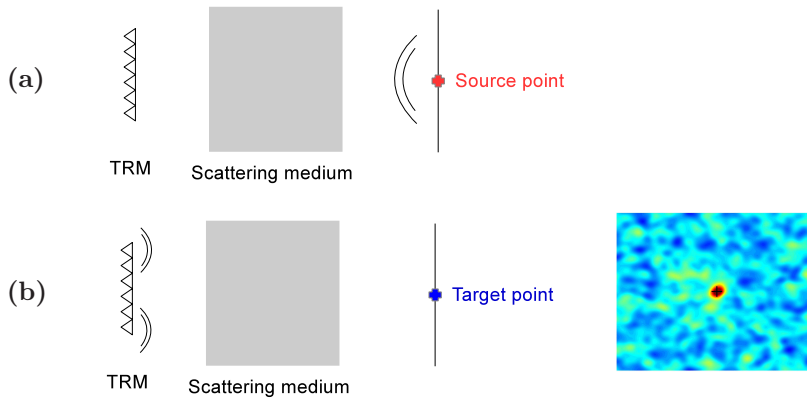 (a)
Source point
TRM
Scattering medium
(b)
Target point
TRM
Scattering medium